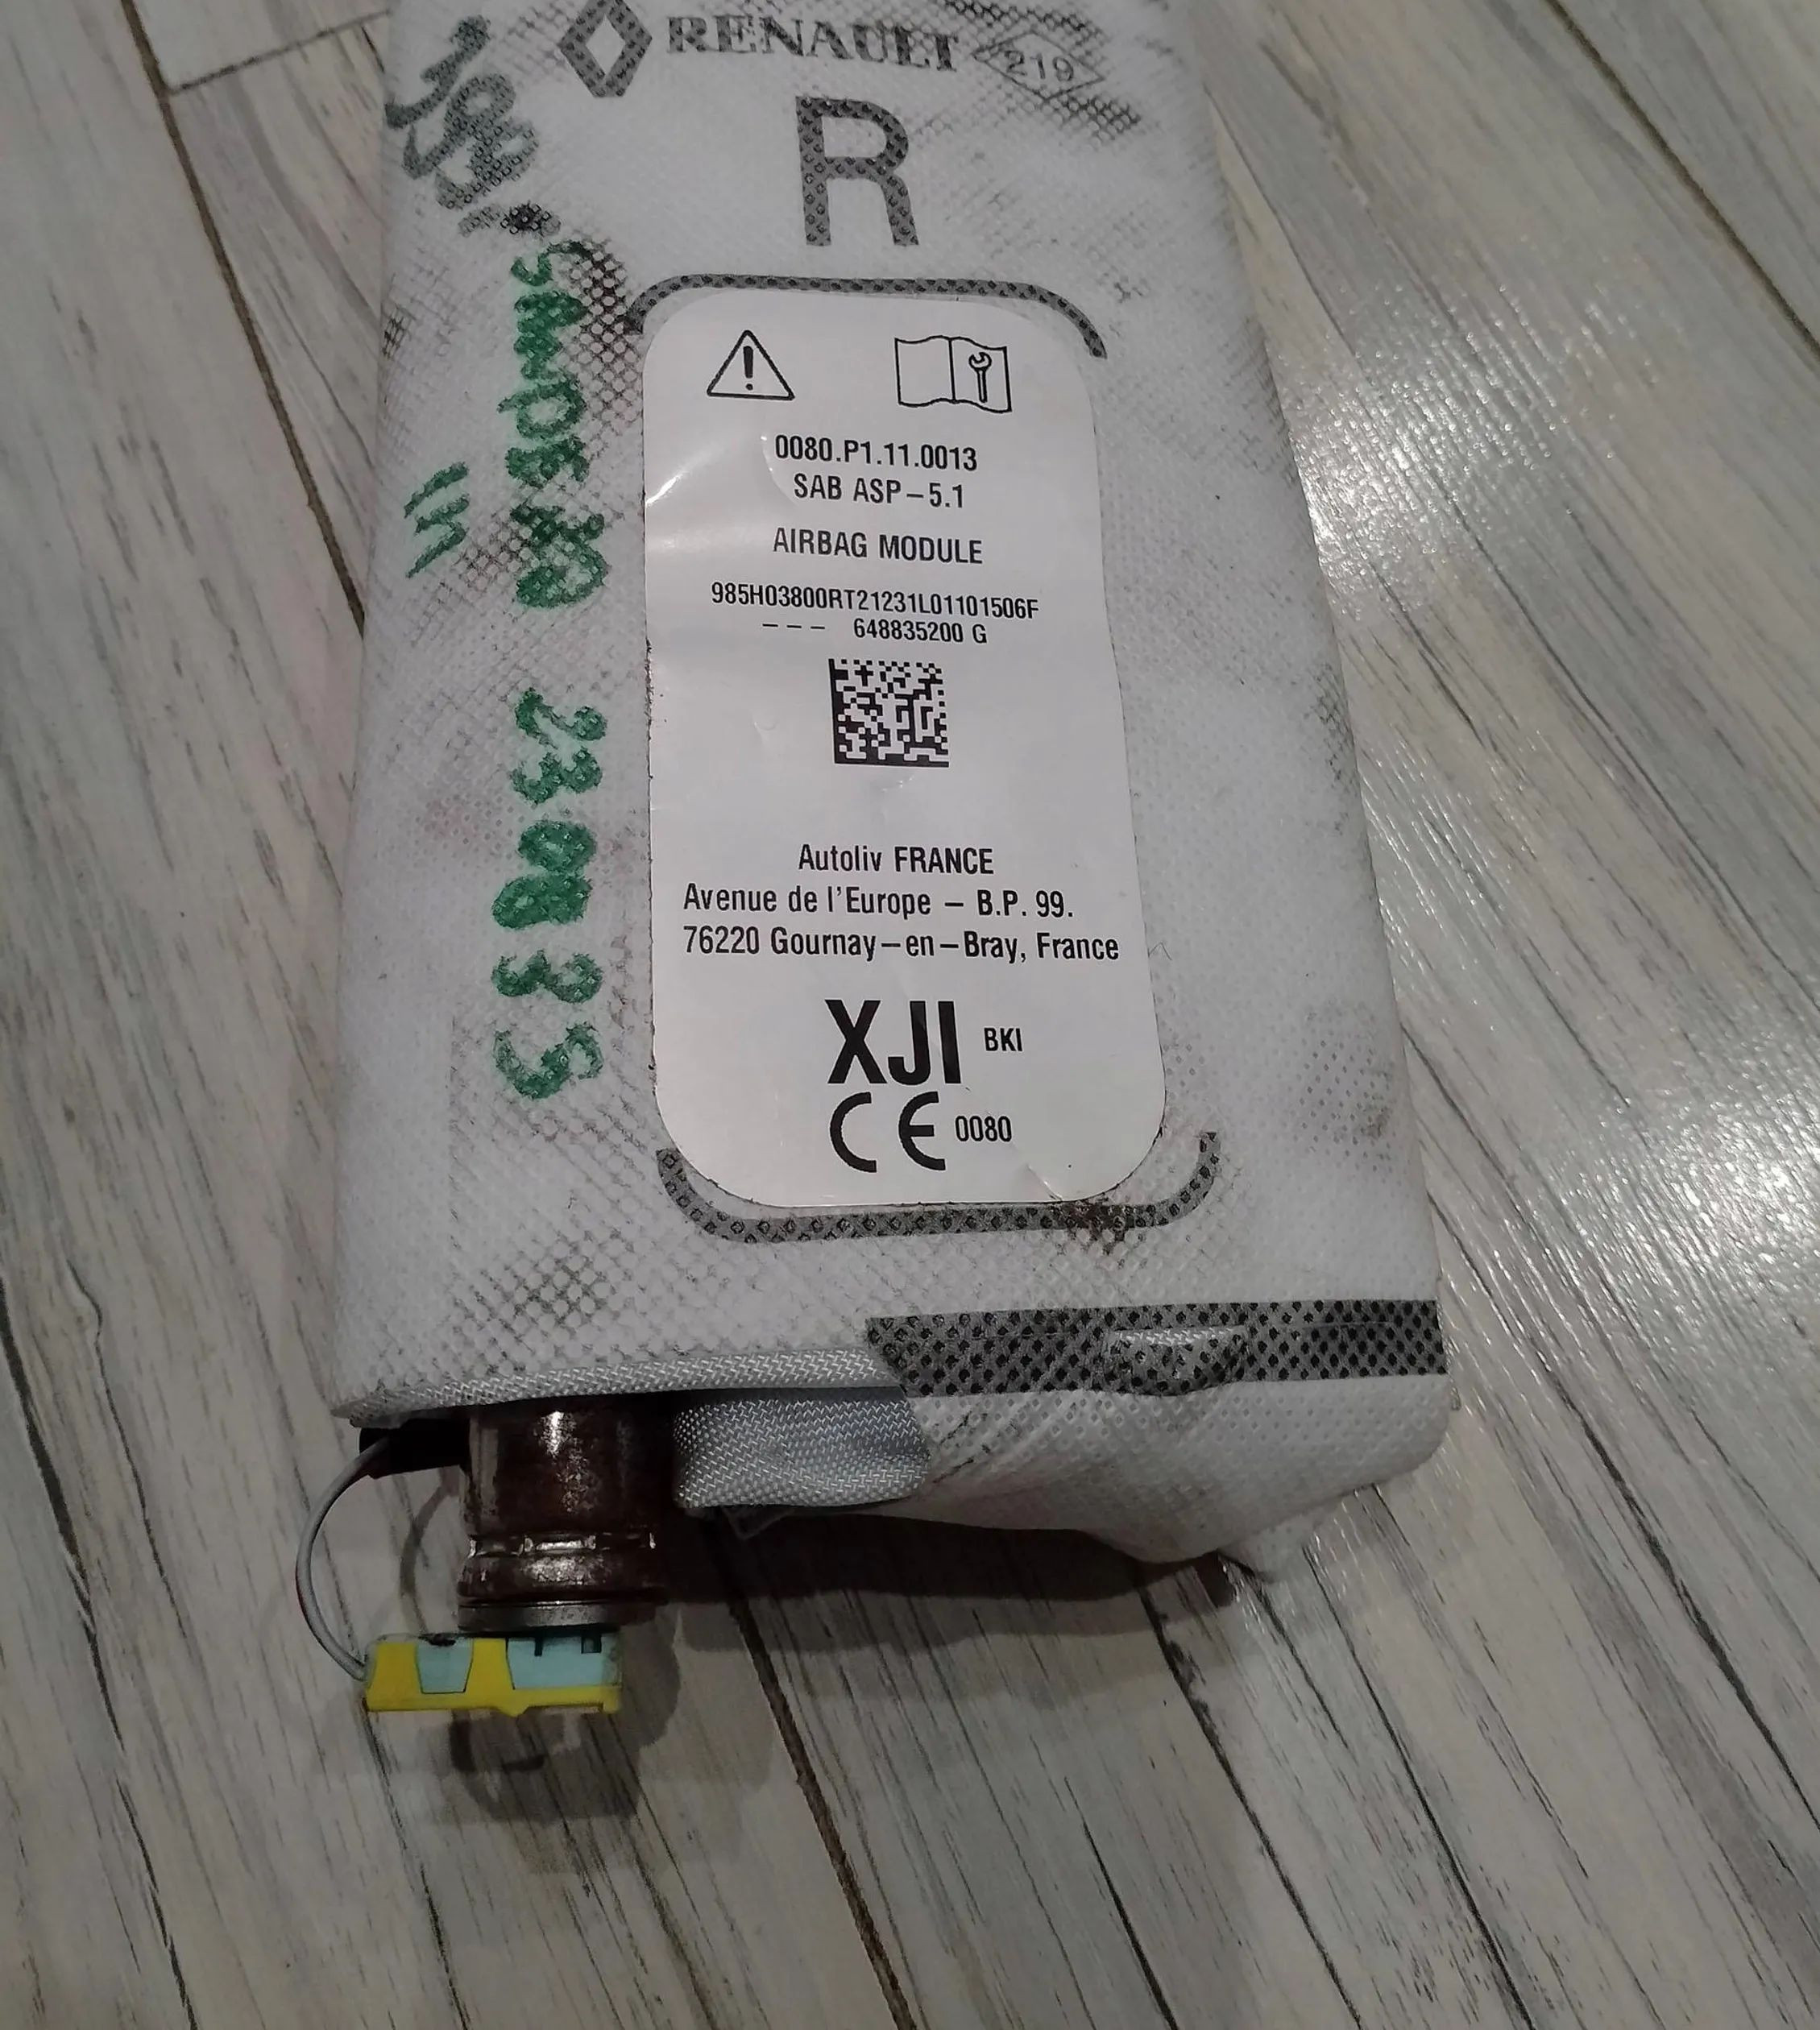 RENAULT 219
R
0080.P1.11.0013
SAB ASP-5.1
AIRBAG MODULE
985H03800RT21231L01101506F
--- 648835200 G
Autoliv FRANCE
Avenue de l'Europe – B.P. 99.
76220 Gournay–en–Bray, France
XJI BKI
CE 0080